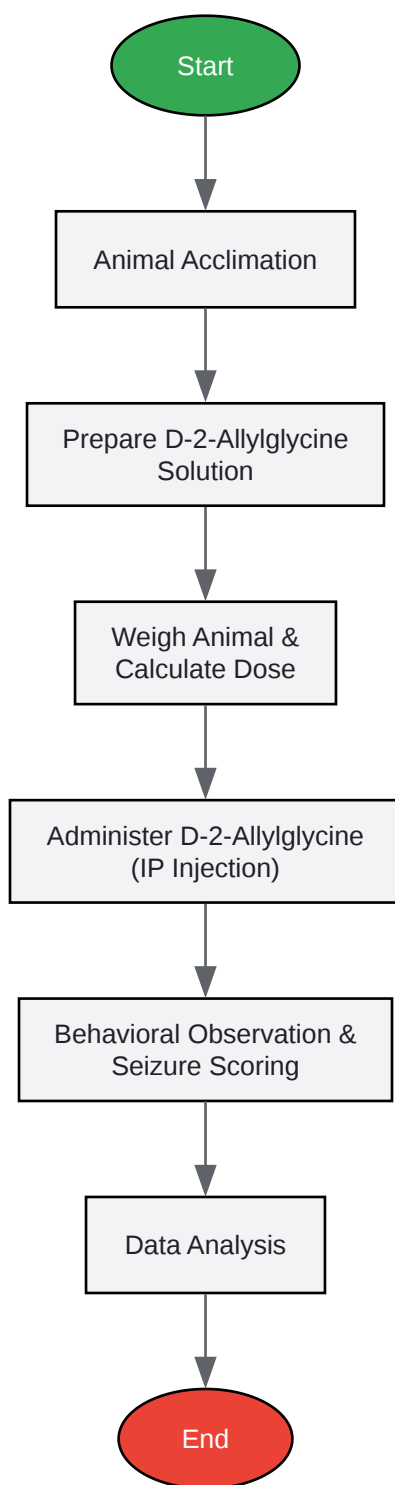 Start
Animal Acclimation
Prepare D-2-Allylglycine
Solution
Weigh Animal &
Calculate Dose
Administer D-2-Allylglycine
(IP Injection)
Behavioral Observation &
Seizure Scoring
Data Analysis
End